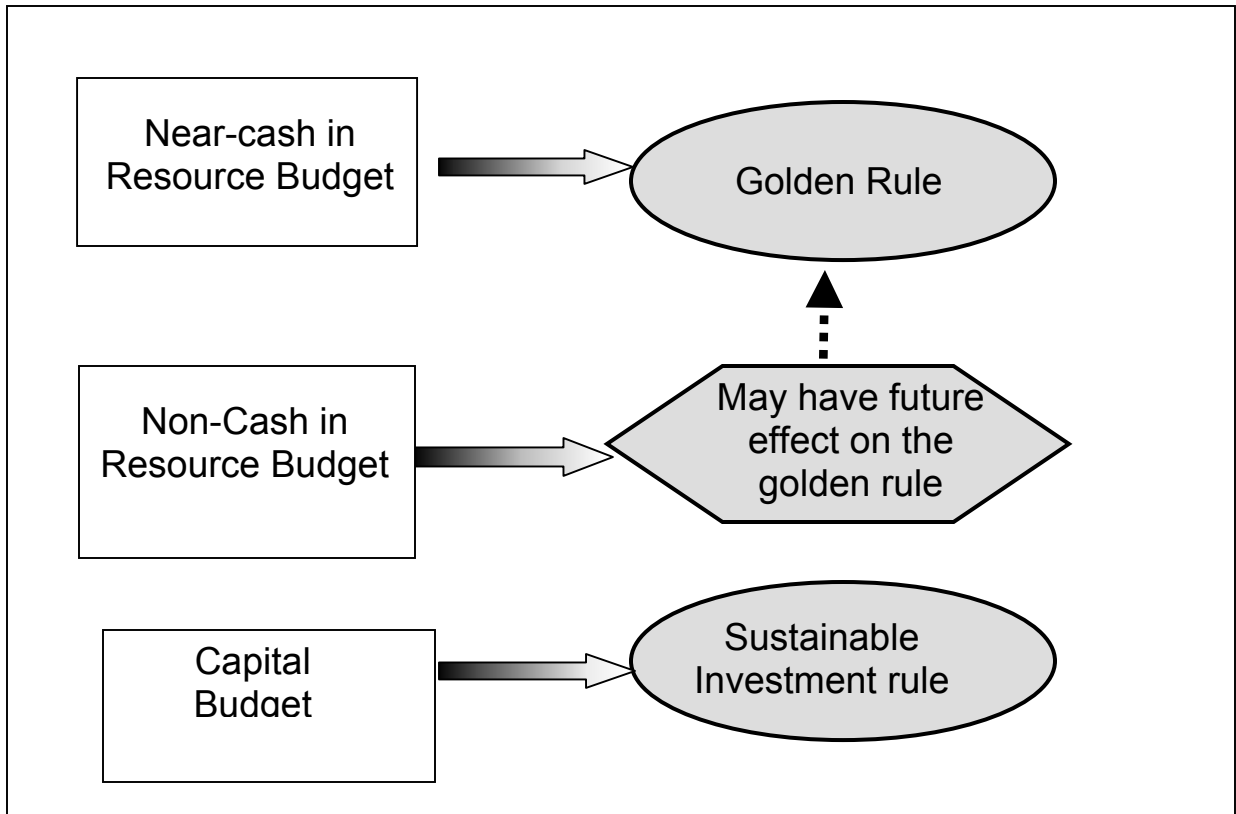 Near-cash in
Resource Budget
Golden Rule
Non-Cash in
Resource Budget
May have future
effect on the
golden rule
Capital
Budget
Sustainable
Investment rule